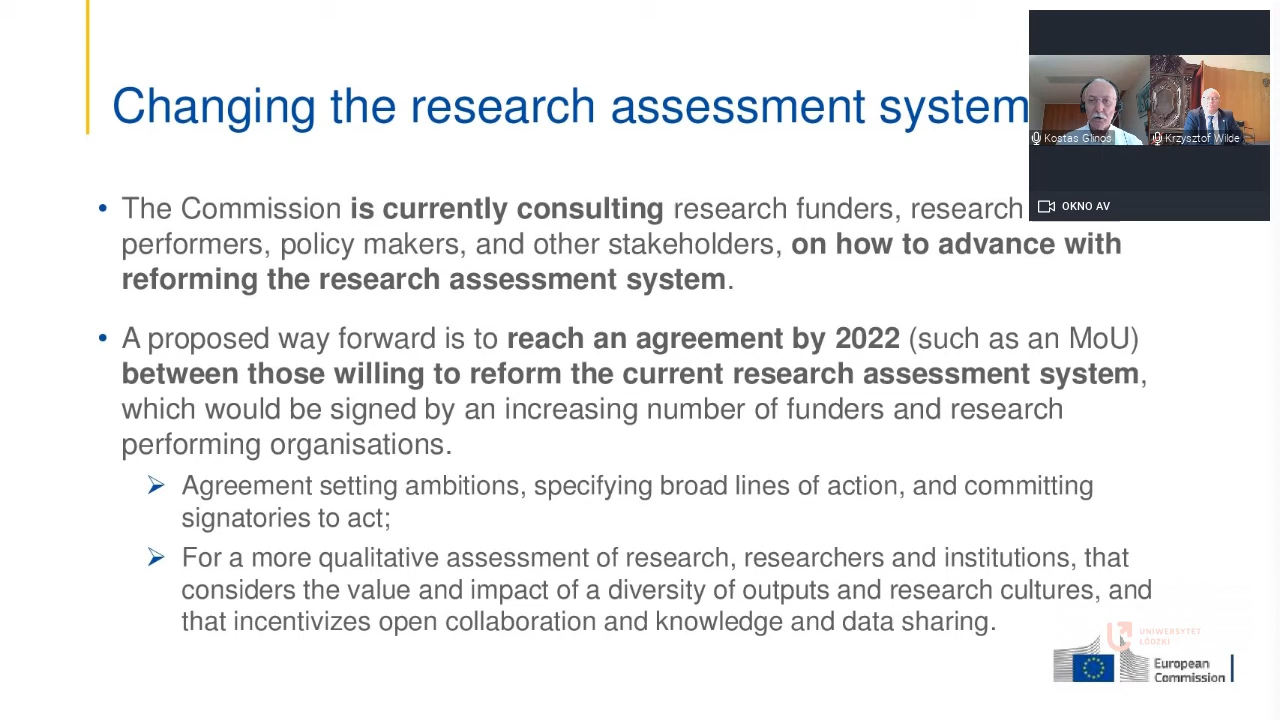 Changing the research assessment system
Kostas Glinos
Krzysztof Wilde
OKNO AV
• The Commission is currently consulting research funders, research
performers, policy makers, and other stakeholders, on how to advance with
reforming the research assessment system.
• A proposed way forward is to reach an agreement by 2022 (such as an MoU)
between those willing to reform the current research assessment system,
which would be signed by an increasing number of funders and research
performing organisations.
➢ Agreement setting ambitions, specifying broad lines of action, and committing
signatories to act;
➢ For a more qualitative assessment of research, researchers and institutions, that
considers the value and impact of a diversity of outputs and research cultures, and
that incentivizes open collaboration and knowledge and data sharing.
UNIWERSYTET
ŁÓDZKI
European
Commission